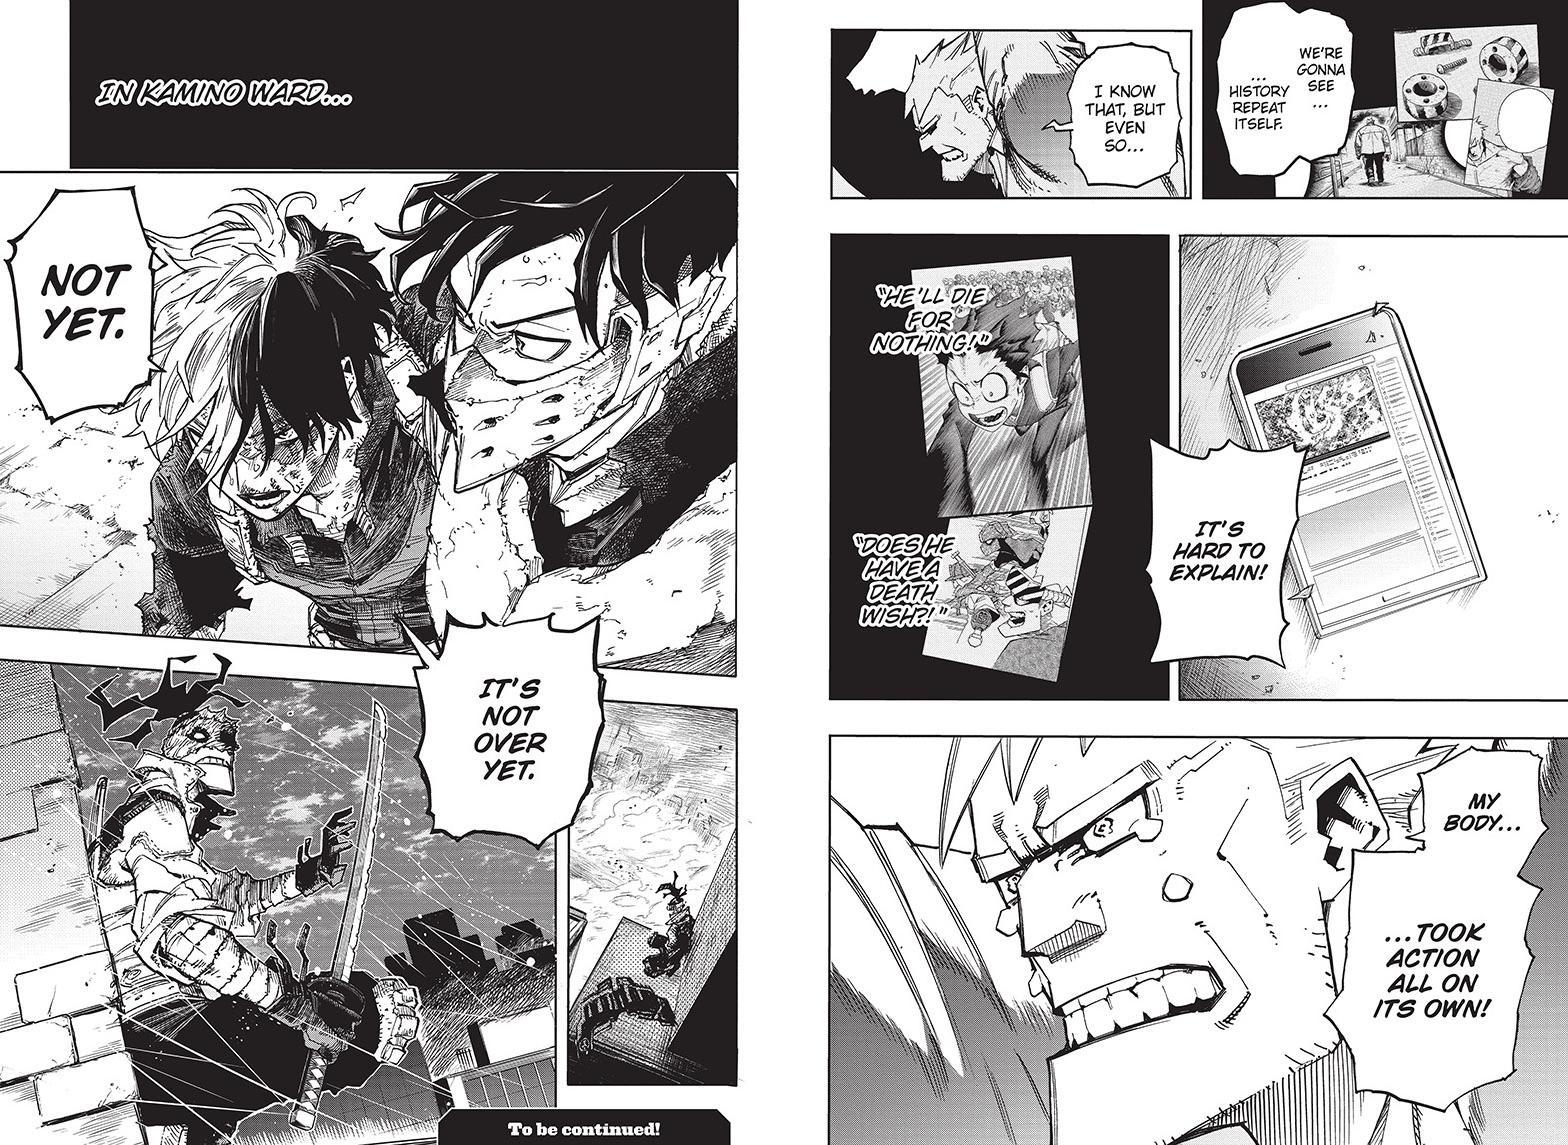 WE'RE
GONNA
SEE
...
...
HISTORY
REPEAT
ITSELF.
I KNOW
THAT, BUT
EVEN
SO...
IT'S
HARD TO
EXPLAIN!
"HE'LL DIE
FOR
NOTHING!"
"DOES HE
HAVE A
DEATH
WISH?!"
MY
BODY...
...TOOK
ACTION
ALL ON
ITS OWN!
IN KAMINO WARD...
NOT
YET.
IT'S
NOT
OVER
YET.
To be continued!